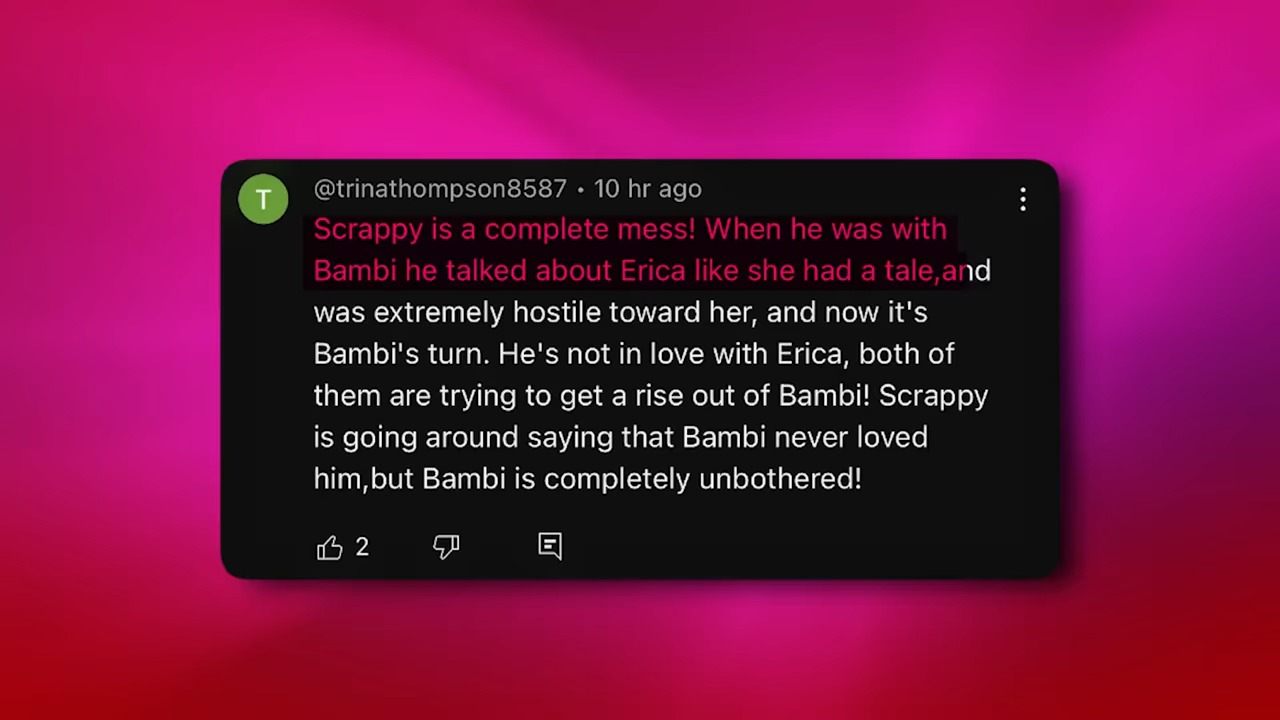 T
@trinathompson8587 • 10 hr ago
Scrappy is a complete mess! When he was with
Bambi he talked about Erica like she had a tale,and
was extremely hostile toward her, and now it's
Bambi's turn. He's not in love with Erica, both of
them are trying to get a rise out of Bambi! Scrappy
is going around saying that Bambi never loved
him,but Bambi is completely unbothered!
2